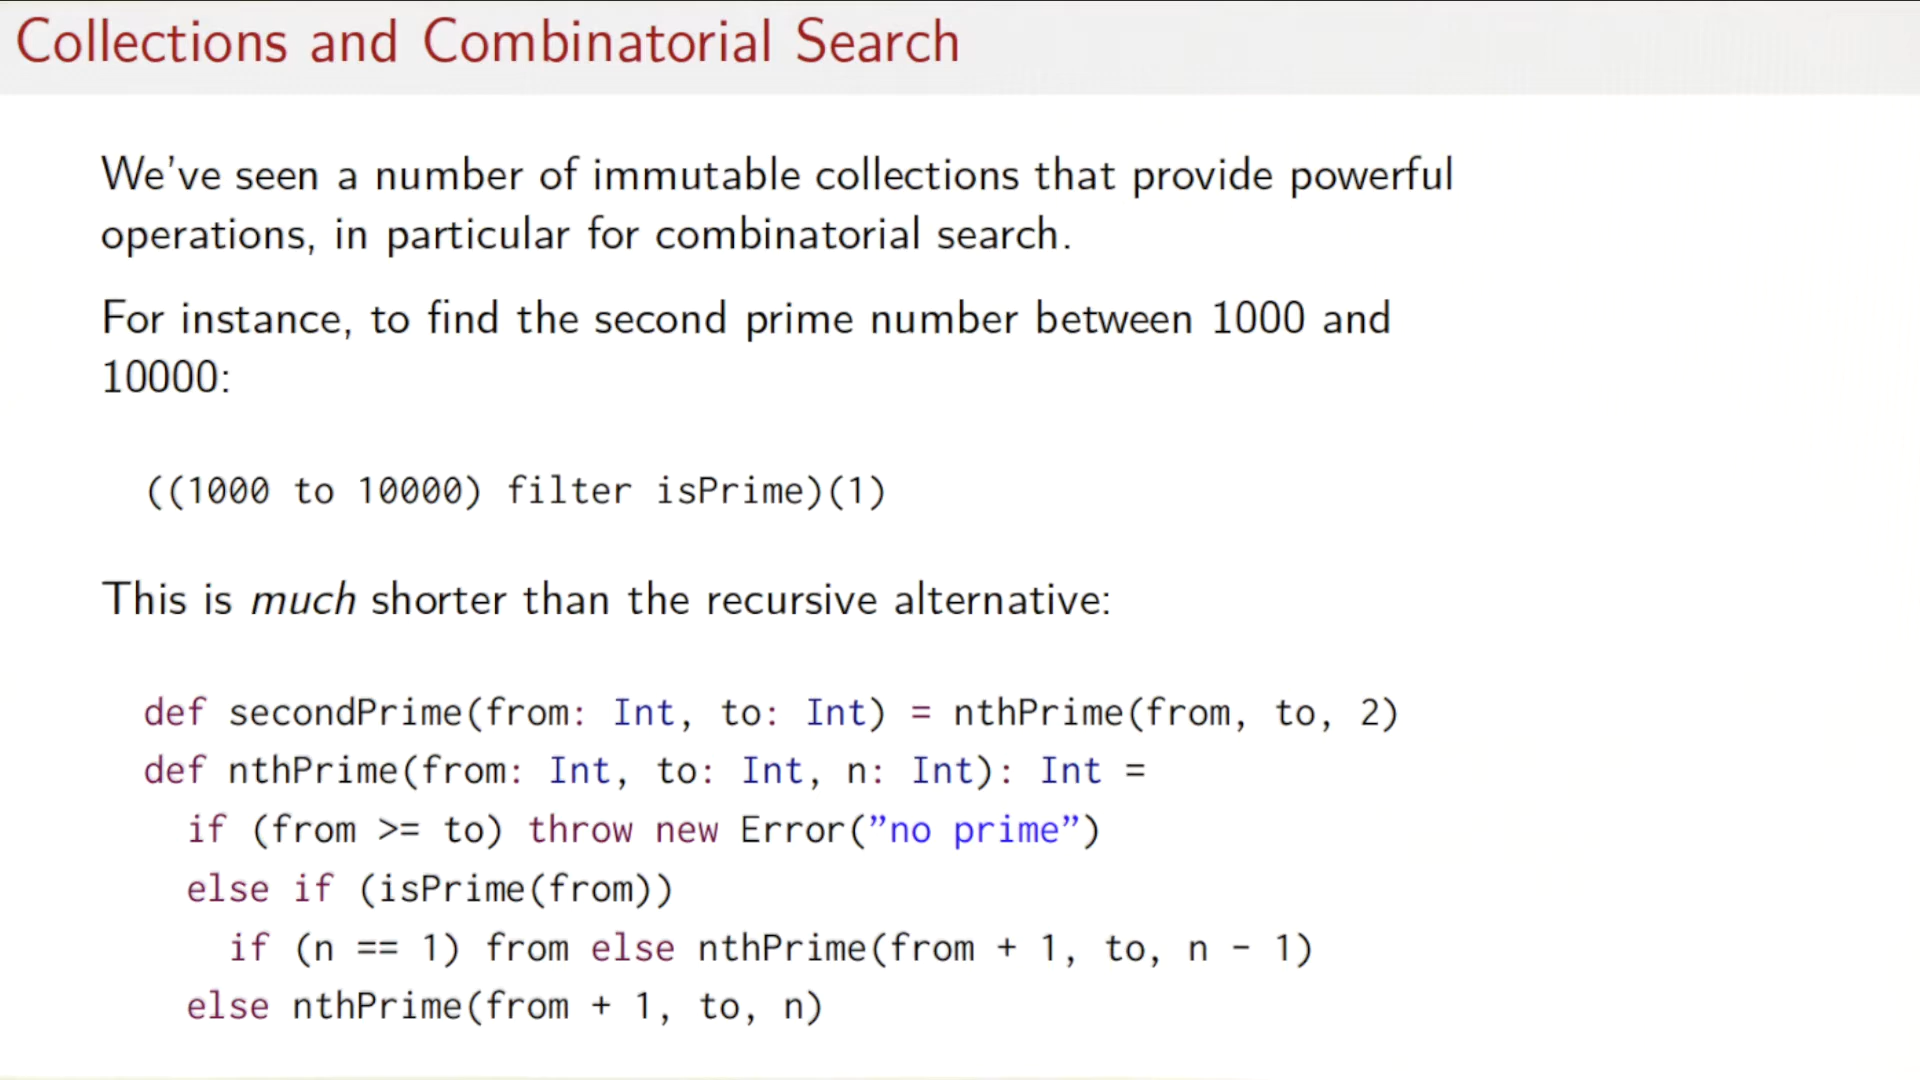 Collections and Combinatorial Search
We've seen a number of immutable collections that provide powerful
operations, in particular for combinatorial search.
For instance, to find the second prime number between 1000 and
10000:
((1000 to 10000) filter isPrime)(1)
This is much shorter than the recursive alternative:
def secondPrime(from: Int, to: Int) = nthPrime(from, to, 2)
def nthPrime(from: Int, to: Int, n: Int): Int =
if (from >= to) throw new Error(”no prime”)
else if (isPrime(from))
if (n == 1) from else nthPrime(from + 1, to, n - 1)
else nthPrime(from + 1, to, n)